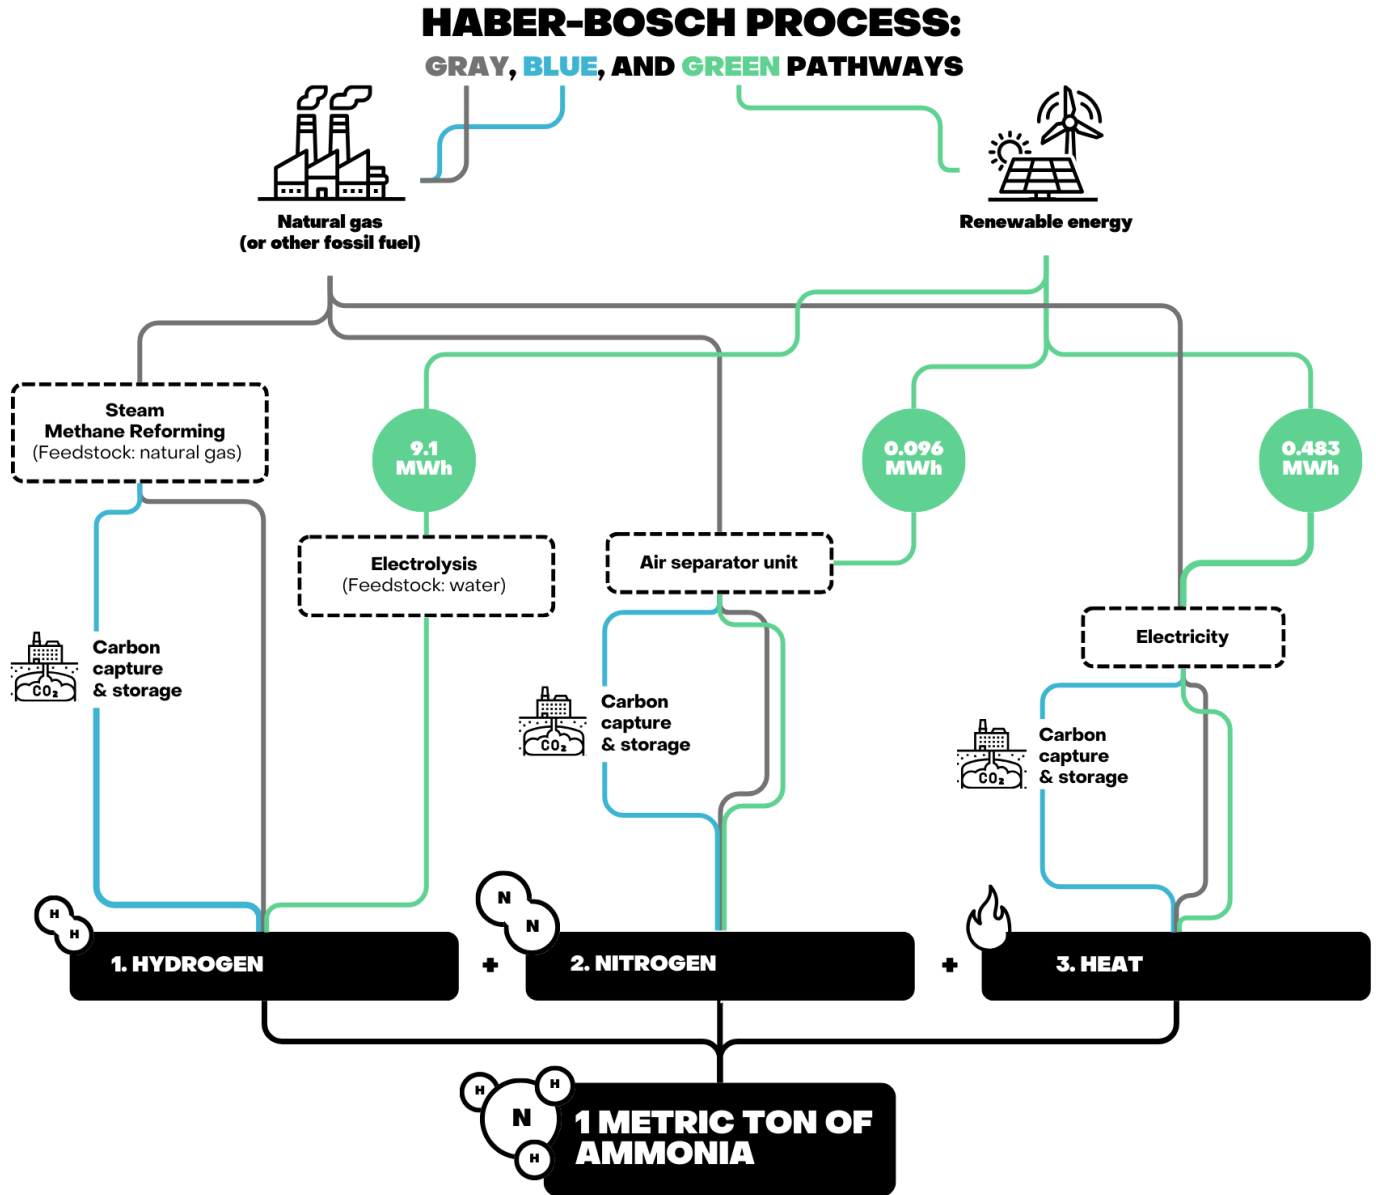 HABER-BOSCH PROCESS:
GRAY, BLUE, AND GREEN PATHWAYS
Natural gas
(or other fossil fuel)
Renewable energy
Steam
Methane Reforming
(Feedstock: natural gas)
9.1
MWh
0.096
MWh
0.483
MWh
Electrolysis
(Feedstock: water)
Air separator unit
Electricity
Carbon
capture
& storage
CO₂
Carbon
capture
& storage
CO₂
Carbon
capture
& storage
CO₂
H
H
1. HYDROGEN
+
N
N
2. NITROGEN
+
3. HEAT
H
H
N
H
1 METRIC TON OF
AMMONIA